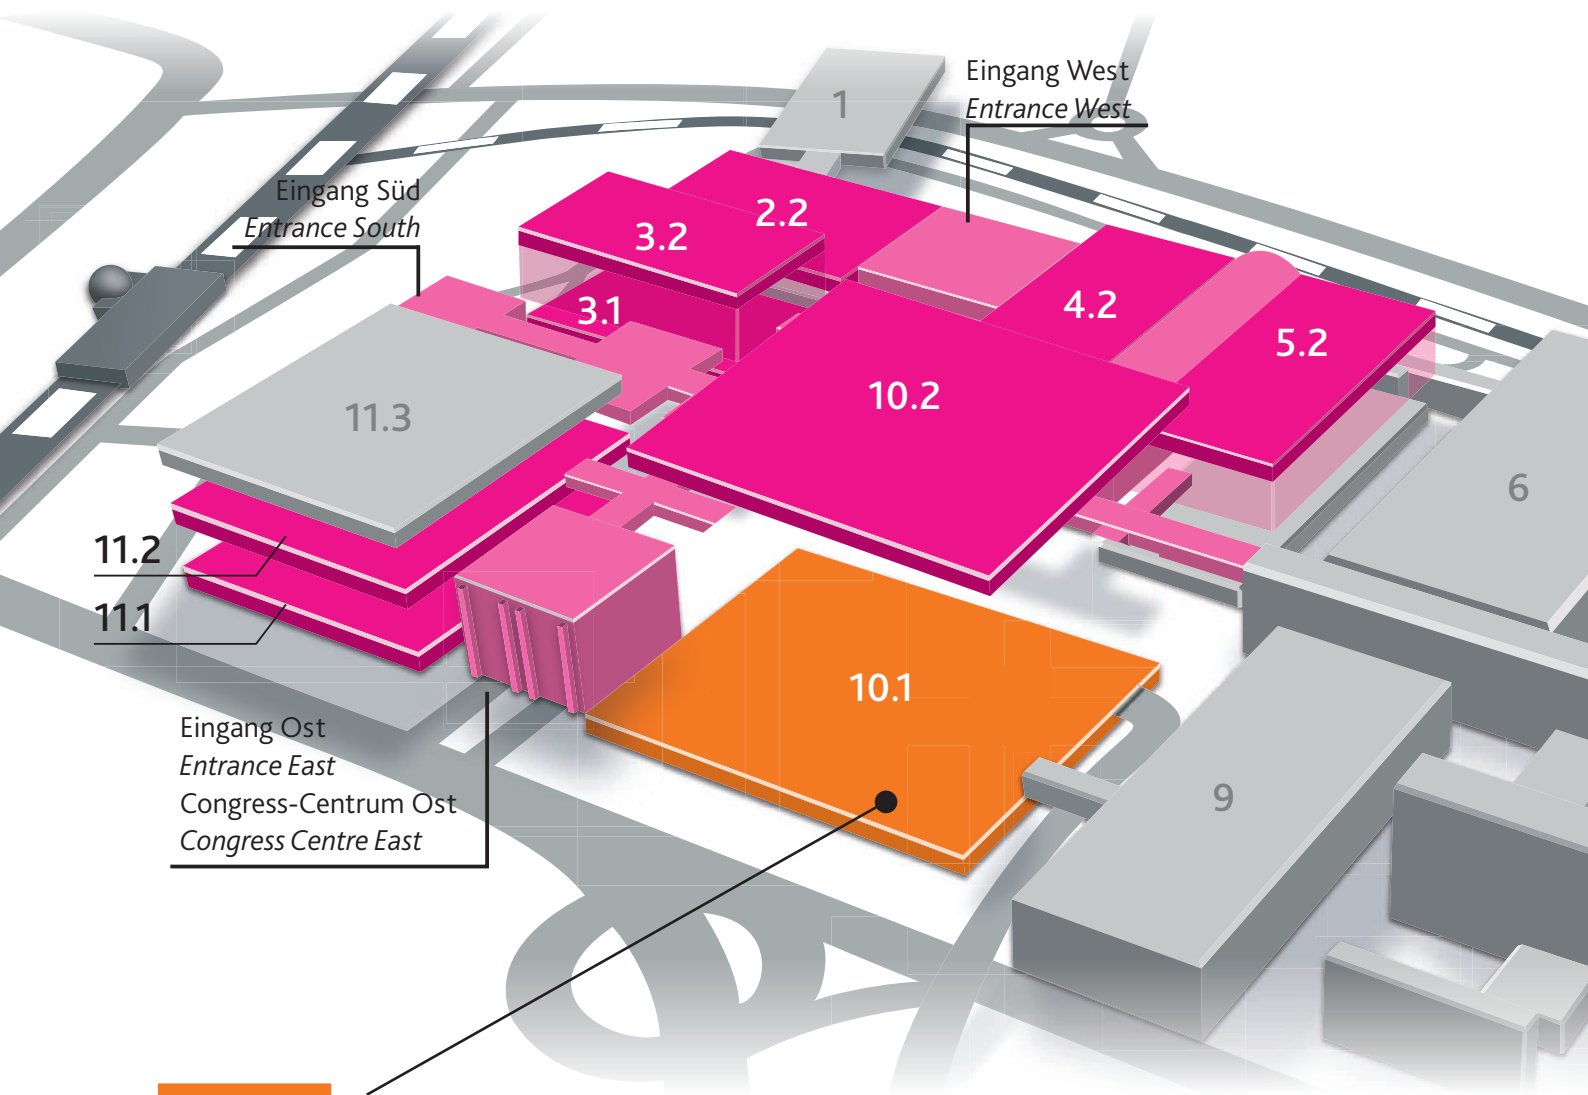 1
Eingang West
Entrance West
Eingang Süd
Entrance South
2.2
3.2
3.1
4.2
5.2
10.2
11.3
6
11.2
11.1
10.1
Eingang Ost
Entrance East
Congress-Centrum Ost
Congress Centre East
9